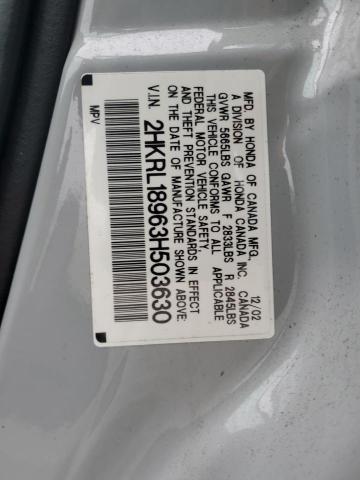 MFD. BY HONDA OF CANADA MFG.
A DIVISION OF HONDA CANADA INC. CANADA 12/02
GVWR 5665LBS GAWR F 2833LBS R 2845LBS
THIS VEHICLE CONFORMS TO ALL APPLICABLE
FEDERAL MOTOR VEHICLE SAFETY,
AND THEFT PREVENTION STANDARDS IN EFFECT
ON THE DATE OF MANUFACTURE SHOWN ABOVE:
V.I.N. 2HKRL18963H503630
MPV